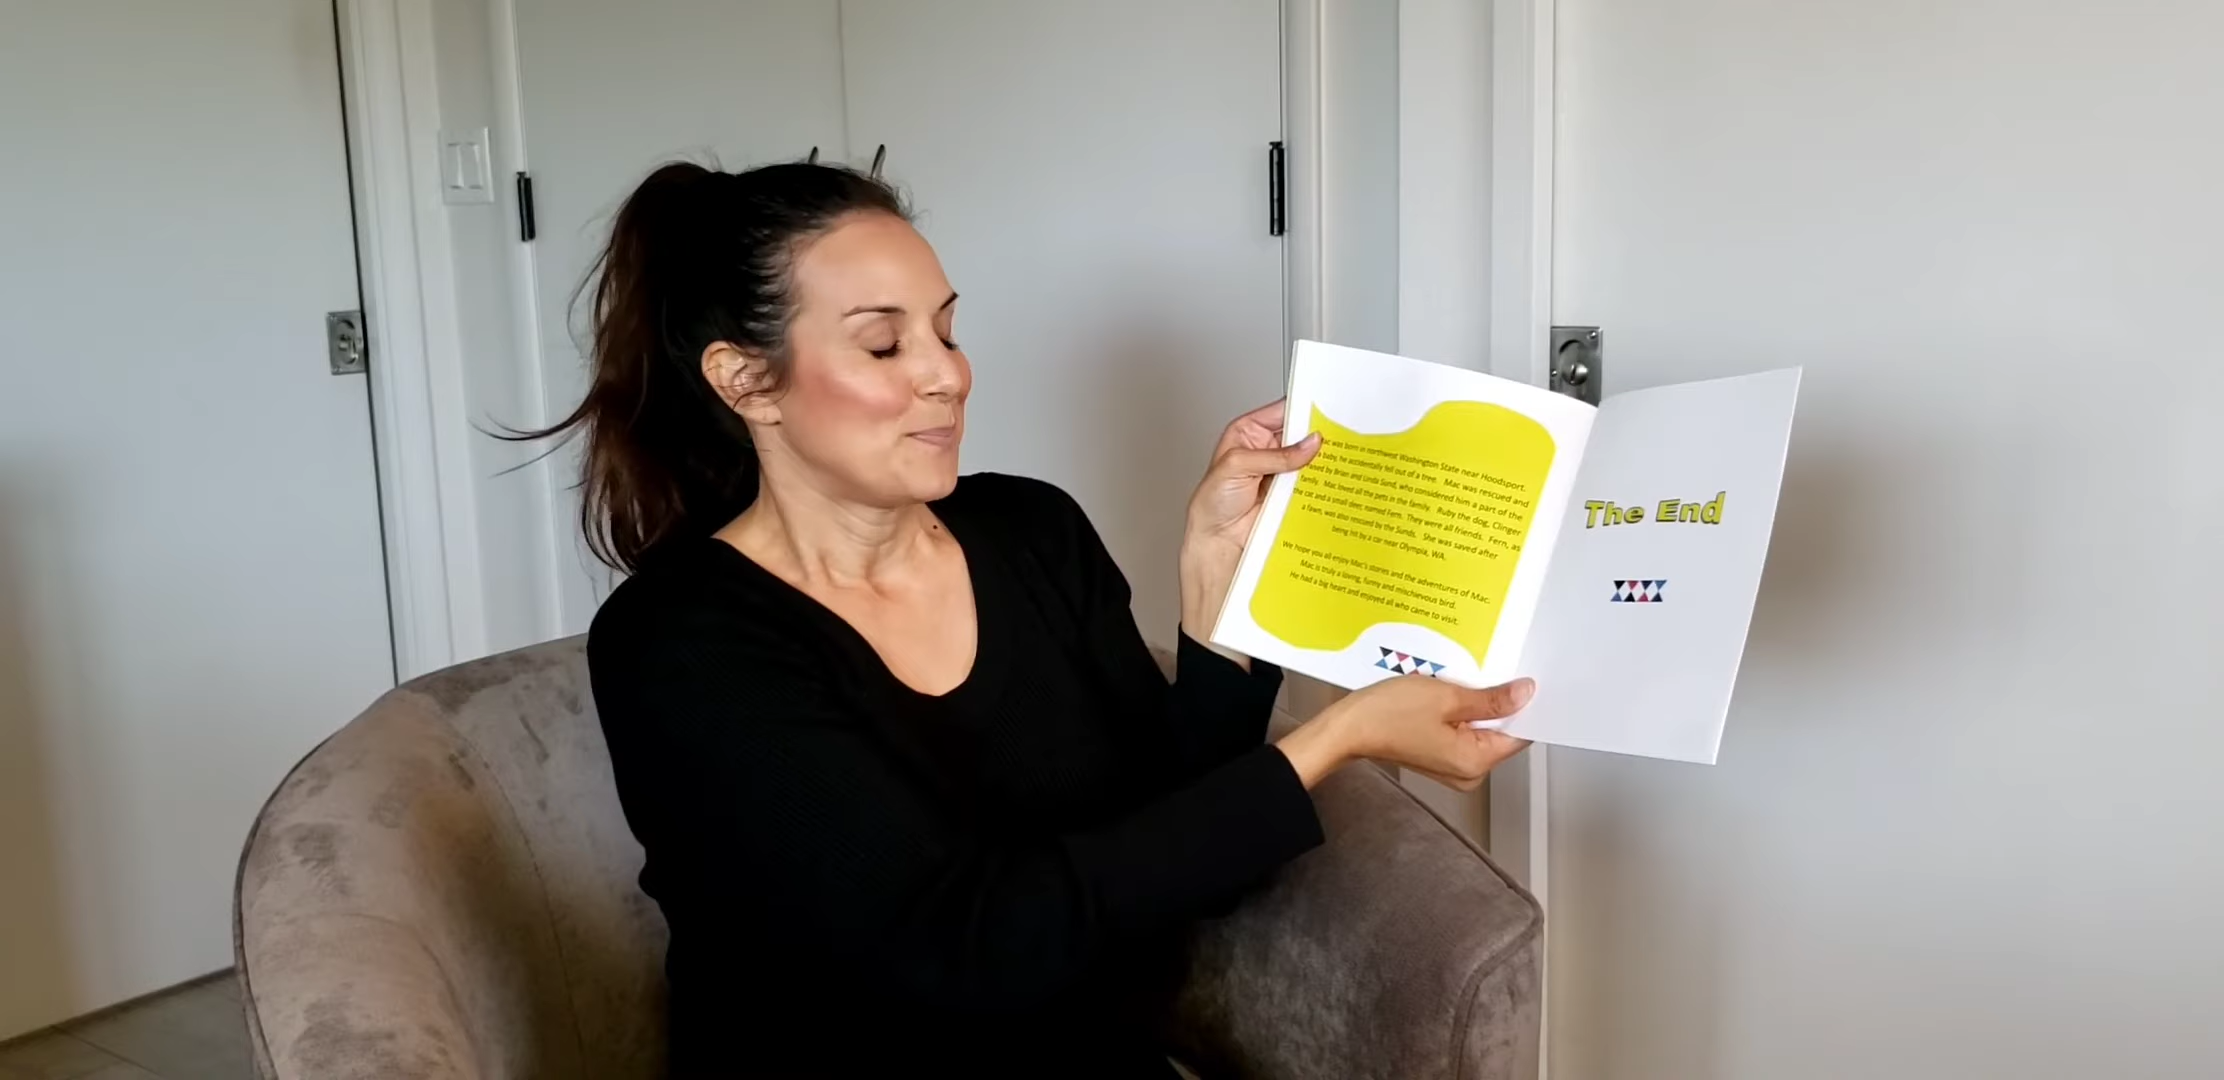 Mac was born in northwest Washington State near Hoodsport.
a baby, he accidentally fell out of a tree. Mac was rescued and
raised by Brian and Linda Sund, who considered him a part of the
family. Mac loved all the pets in the family. Ruby the dog, Clinger
the cat and a small deer, named Fern. They were all friends. Fern, as
a fawn, was also rescued by the Sunds. She was saved after
being hit by a car near Olympia, WA.
We hope you all enjoy Mac's stories and the adventures of Mac.
Mac is truly a loving, funny and mischievous bird.
He had a big heart and enjoyed all who came to visit.
The End